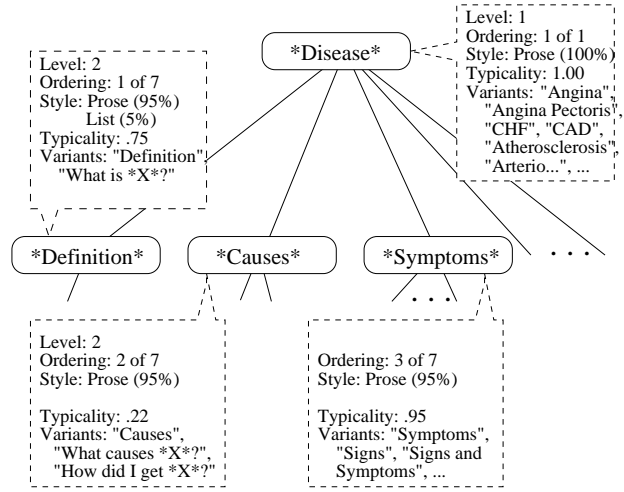 *Disease*
Level: 1
Ordering: 1 of 1
Style: Prose (100%)
Typicality: 1.00
Variants: "Angina",
"Angina Pectoris",
"CHF", "CAD",
"Atherosclerosis",
"Arterio...", ...
Level: 2
Ordering: 1 of 7
Style: Prose (95%)
List (5%)
Typicality: .75
Variants: "Definition"
"What is *X*?"
*Definition*
*Causes*
*Symptoms*
. . .
. . .
Level: 2
Ordering: 2 of 7
Style: Prose (95%)
Typicality: .22
Variants: "Causes",
"What causes *X*?",
"How did I get *X*?"
Ordering: 3 of 7
Style: Prose (95%)
Typicality: .95
Variants: "Symptoms",
"Signs", "Signs and
Symptoms", ...